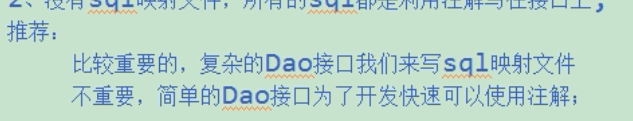 2、没有sql映射文件，所有的sql都是利用注解写在接口上，
推荐：
比较重要的，复杂的Dao接口我们来写sql映射文件
不重要，简单的Dao接口为了开发快速可以使用注解；